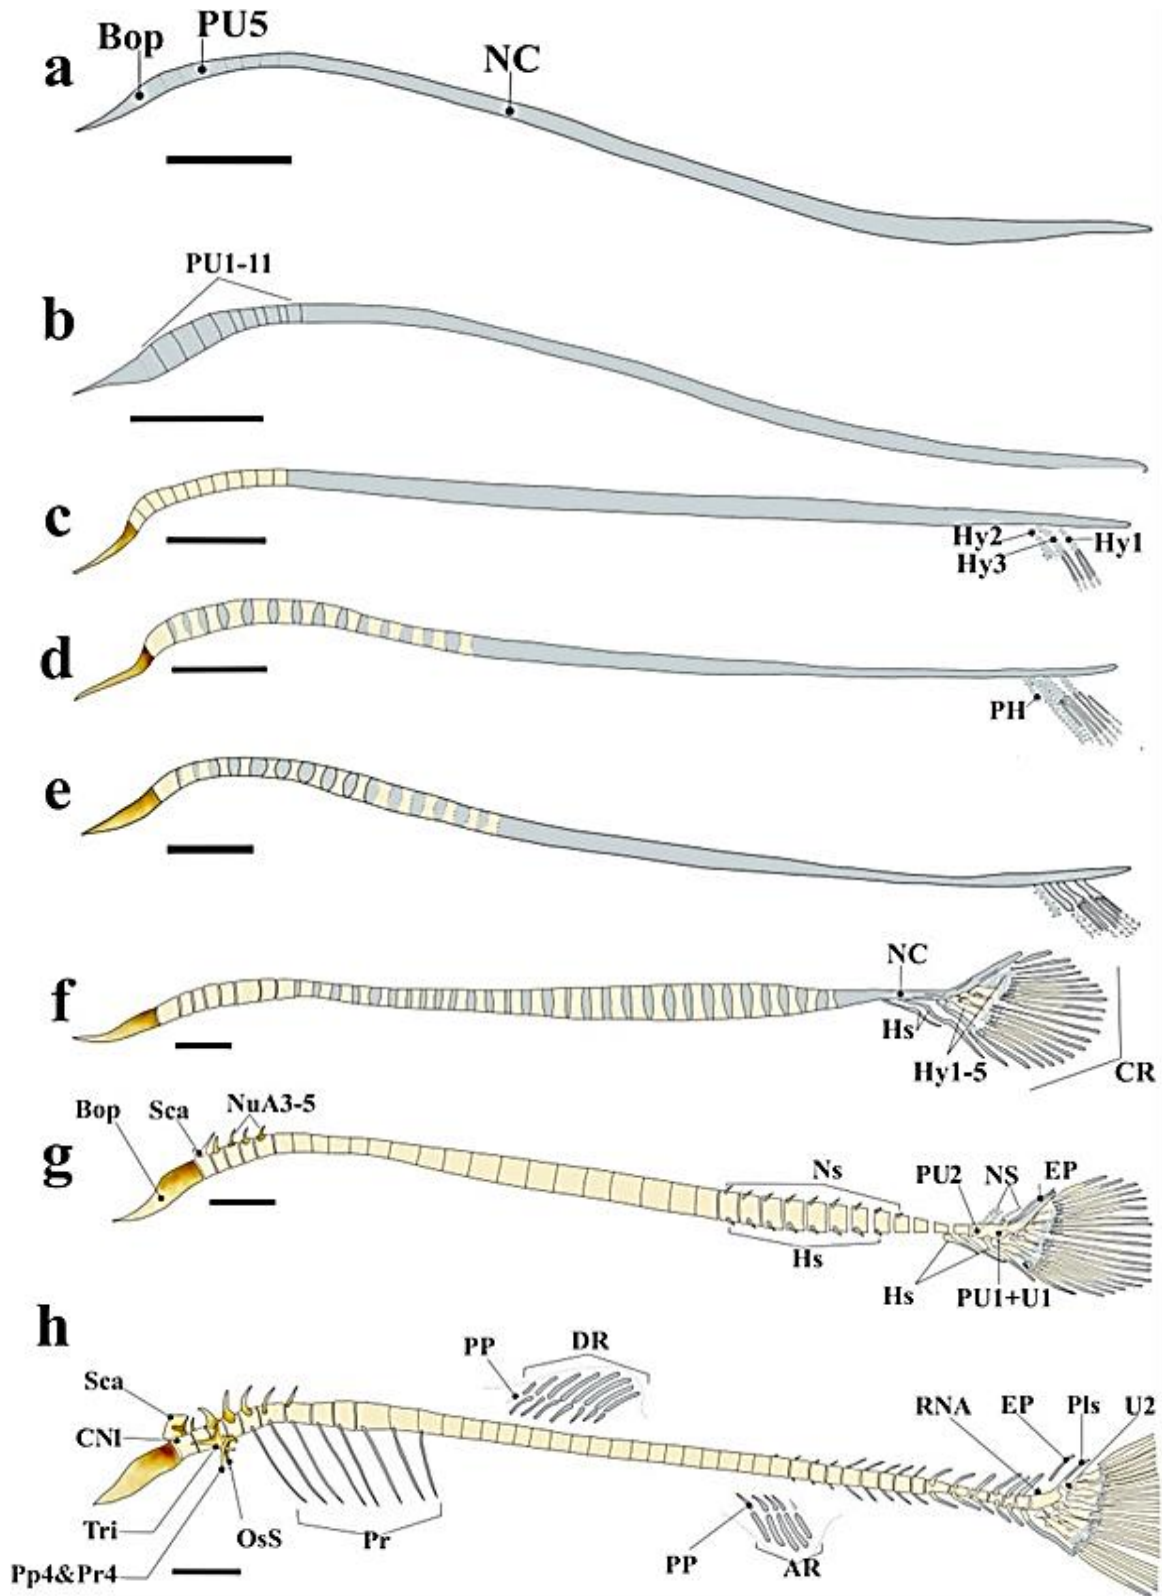 a
Bop
PU5
NC
b
PU1-11
c
Hy2
Hy3
Hy1
d
PH
e
f
NC
Hs
Hy1-5
CR
g
Bop
Sca
NuA3-5
Ns
Hs
PU2
NS
EP
Hs
PU1+U1
h
Sca
CN1
Tri
Pp4&Pr4
OsS
Pr
PP
DR
PP
AR
RNA
EP
Pls
U2